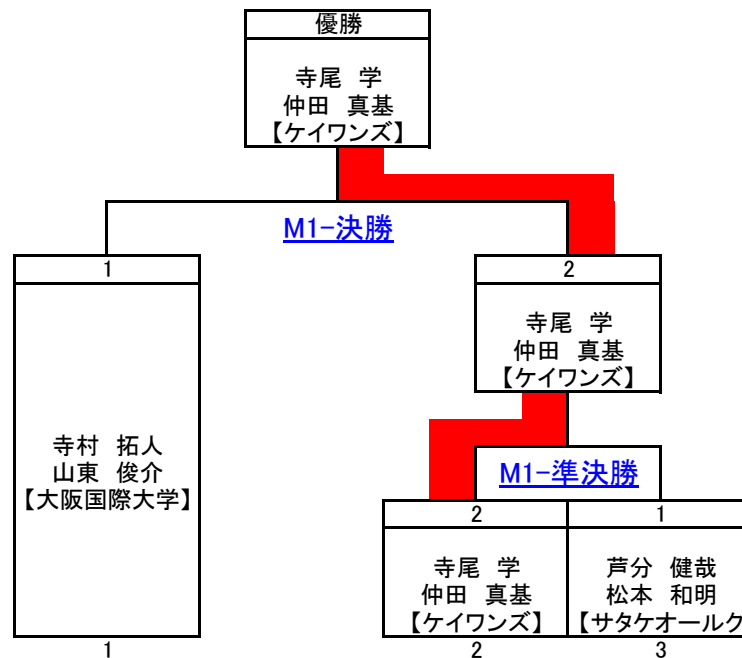 優勝
寺尾 学
仲田 真基
【ケイワンズ】
M1-決勝
1
2
寺尾 学
仲田 真基
【ケイワンズ】
寺村 拓人
山東 俊介
【大阪国際大学】
M1-準決勝
2
1
寺尾 学
仲田 真基
【ケイワンズ】
芦分 健哉
松本 和明
【サタケオールク
1
2
3